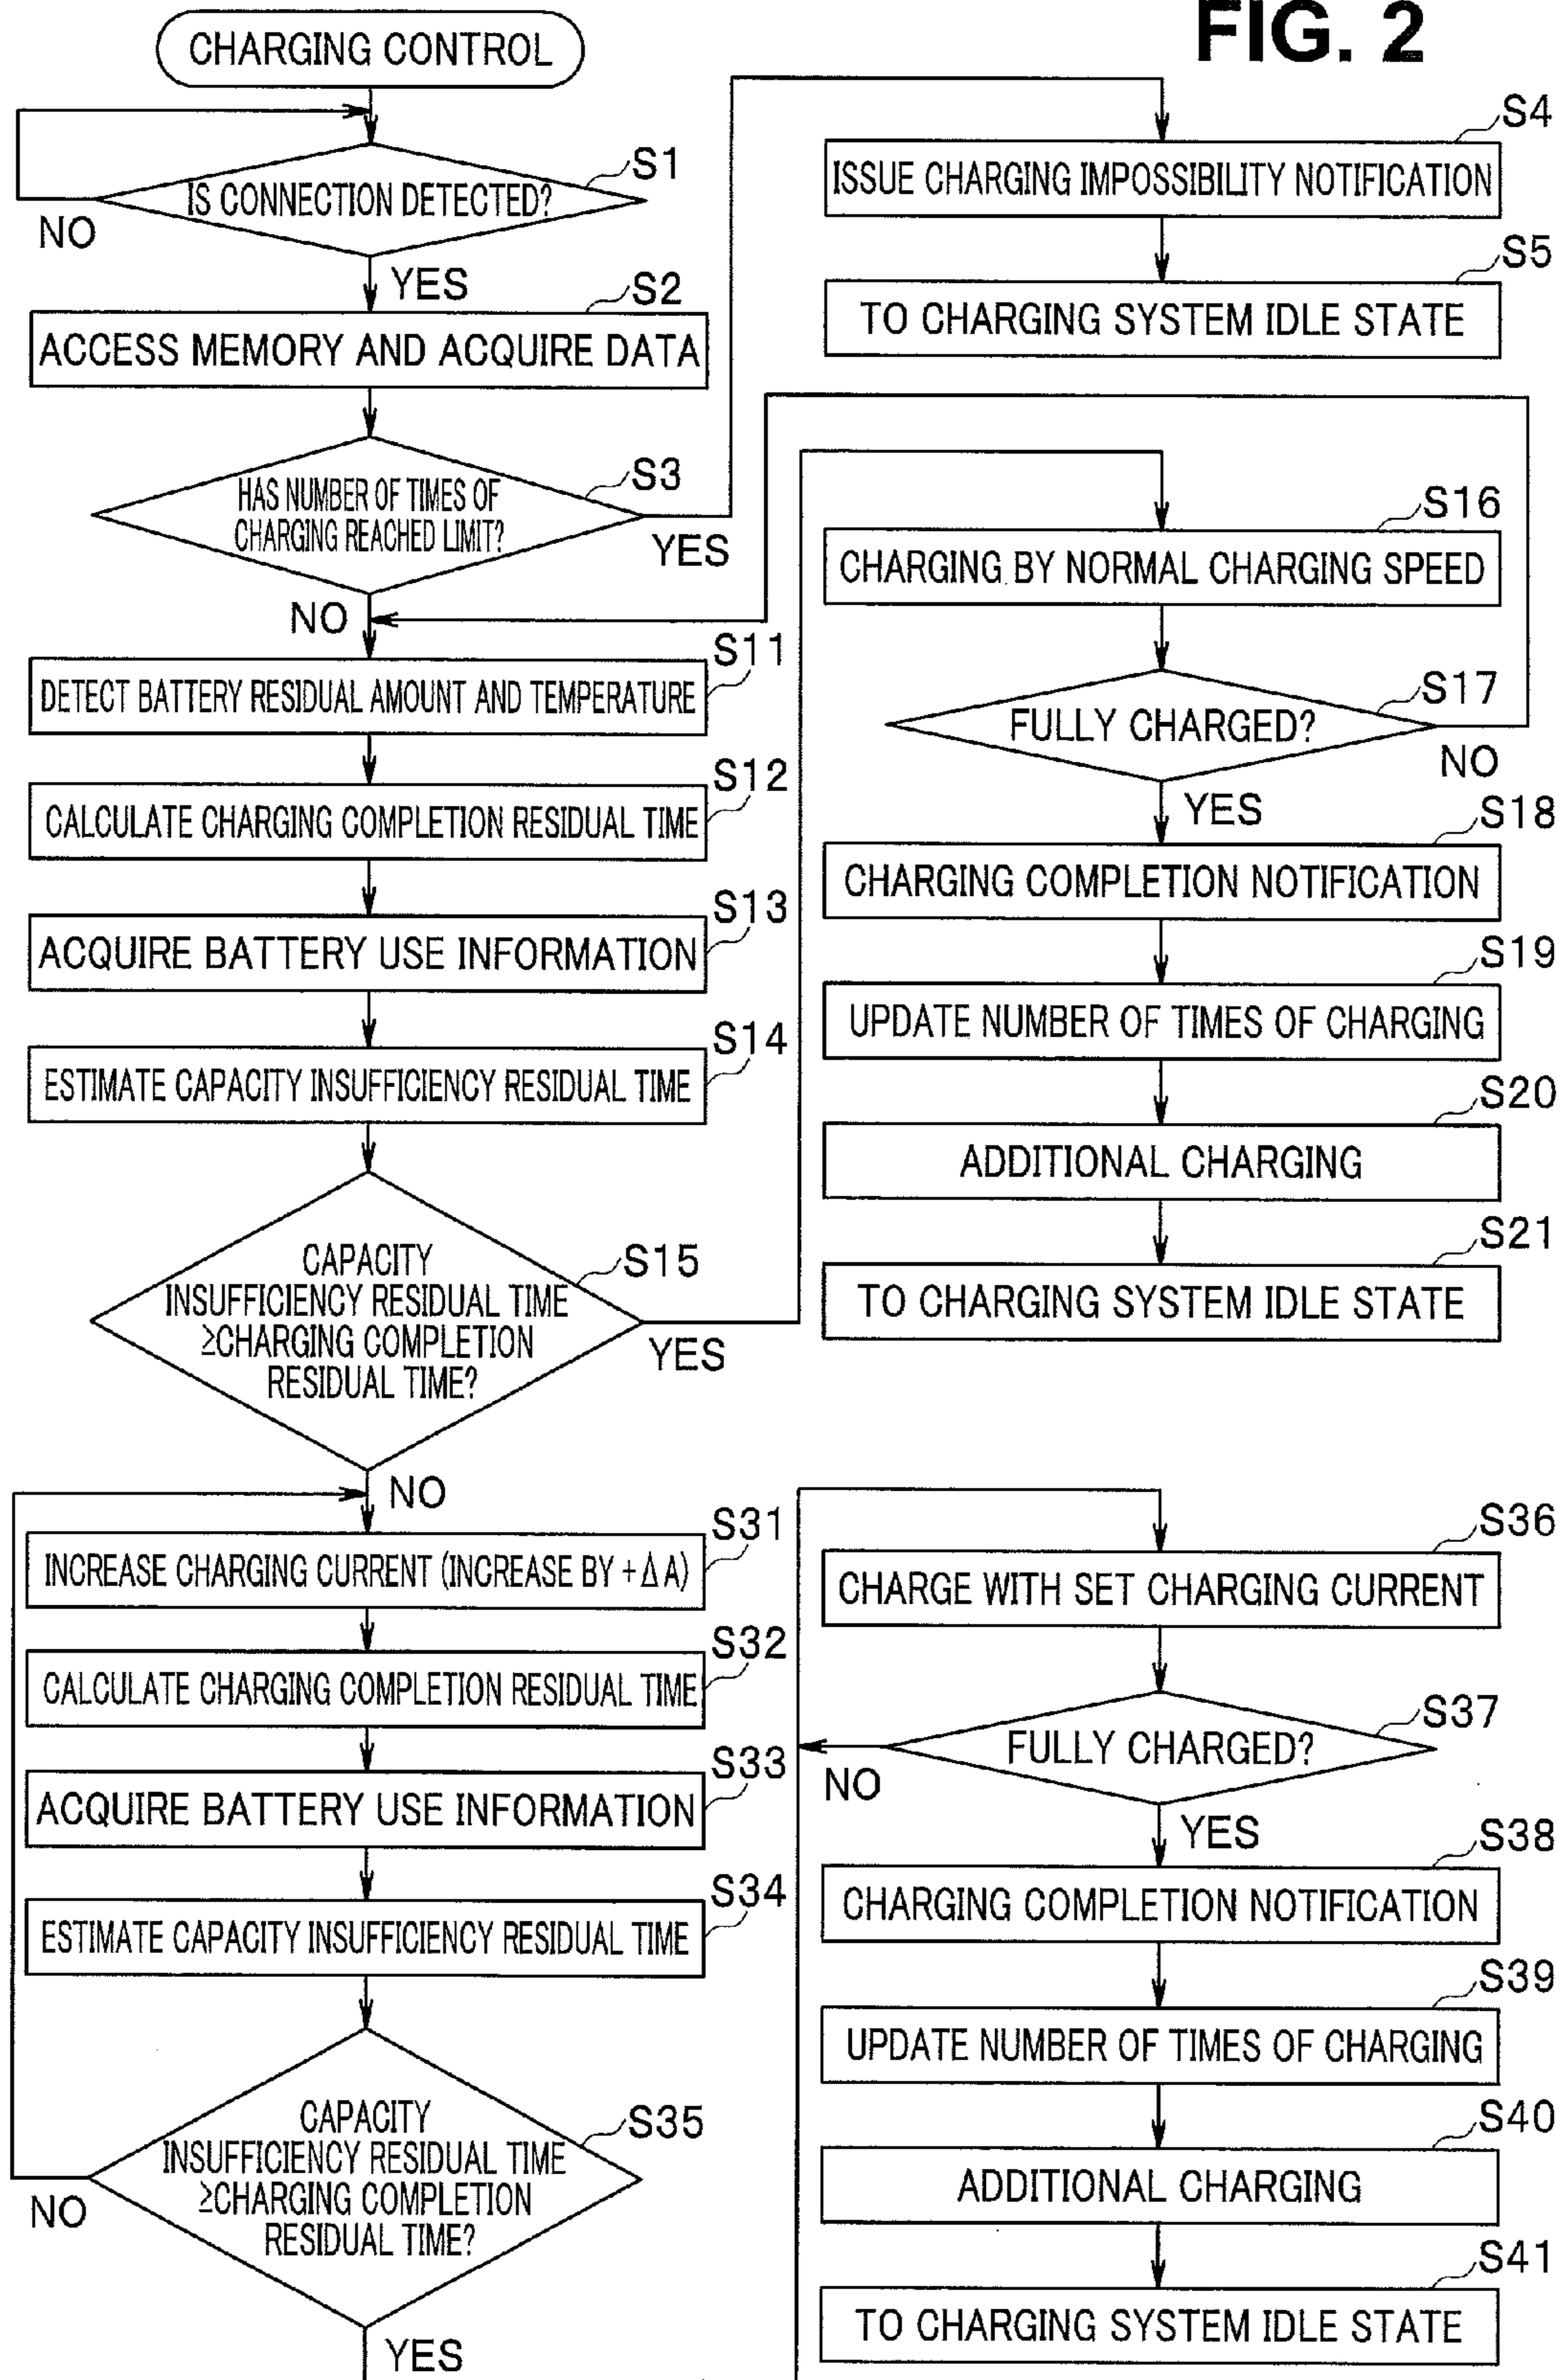 FIG. 2
CHARGING CONTROL
S1
IS CONNECTION DETECTED?
NO
YES
S2
ACCESS MEMORY AND ACQUIRE DATA
S3
HAS NUMBER OF TIMES OF
CHARGING REACHED LIMIT?
YES
NO
S4
ISSUE CHARGING IMPOSSIBILITY NOTIFICATION
S5
TO CHARGING SYSTEM IDLE STATE
S11
DETECT BATTERY RESIDUAL AMOUNT AND TEMPERATURE
S12
CALCULATE CHARGING COMPLETION RESIDUAL TIME
S13
ACQUIRE BATTERY USE INFORMATION
S14
ESTIMATE CAPACITY INSUFFICIENCY RESIDUAL TIME
S15
CAPACITY
INSUFFICIENCY RESIDUAL TIME
≥CHARGING COMPLETION
RESIDUAL TIME?
YES
NO
S16
CHARGING BY NORMAL CHARGING SPEED
S17
FULLY CHARGED?
NO
YES
S18
CHARGING COMPLETION NOTIFICATION
S19
UPDATE NUMBER OF TIMES OF CHARGING
S20
ADDITIONAL CHARGING
S21
TO CHARGING SYSTEM IDLE STATE
S31
INCREASE CHARGING CURRENT (INCREASE BY +ΔA)
S32
CALCULATE CHARGING COMPLETION RESIDUAL TIME
S33
ACQUIRE BATTERY USE INFORMATION
S34
ESTIMATE CAPACITY INSUFFICIENCY RESIDUAL TIME
S35
CAPACITY
INSUFFICIENCY RESIDUAL TIME
≥CHARGING COMPLETION
RESIDUAL TIME?
NO
YES
S36
CHARGE WITH SET CHARGING CURRENT
S37
FULLY CHARGED?
NO
YES
S38
CHARGING COMPLETION NOTIFICATION
S39
UPDATE NUMBER OF TIMES OF CHARGING
S40
ADDITIONAL CHARGING
S41
TO CHARGING SYSTEM IDLE STATE